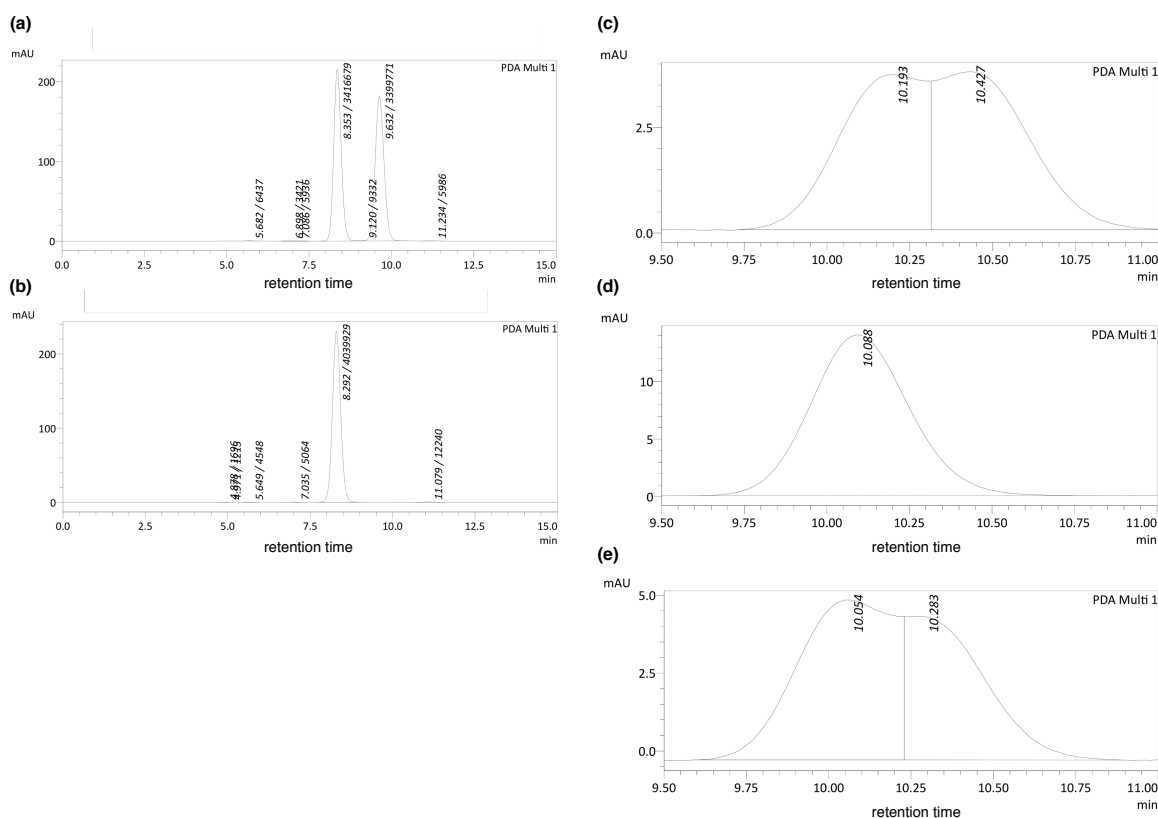 (a)
mAU
PDA Multi 1
200
100
0
5.682 / 6437
6.898 / 3421
8.353 / 3416679
9.120 / 9332
9.632 / 3399771
11.234 / 5986
0.0 2.5 5.0 7.5 10.0 12.5 15.0
min
retention time
(b)
mAU
PDA Multi 1
200
100
0
5.649 / 4548
7.035 / 5064
8.292 / 4039929
11.079 / 12240
0.0 2.5 5.0 7.5 10.0 12.5 15.0
min
retention time
(c)
mAU
PDA Multi 1
2.5
0.0
10.193
10.427
9.50 9.75 10.00 10.25 10.50 10.75 11.00
min
retention time
(d)
mAU
PDA Multi 1
10
5
0
10.088
9.50 9.75 10.00 10.25 10.50 10.75 11.00
min
retention time
(e)
mAU
PDA Multi 1
5.0
2.5
0.0
10.054
10.283
9.50 9.75 10.00 10.25 10.50 10.75 11.00
min
retention time